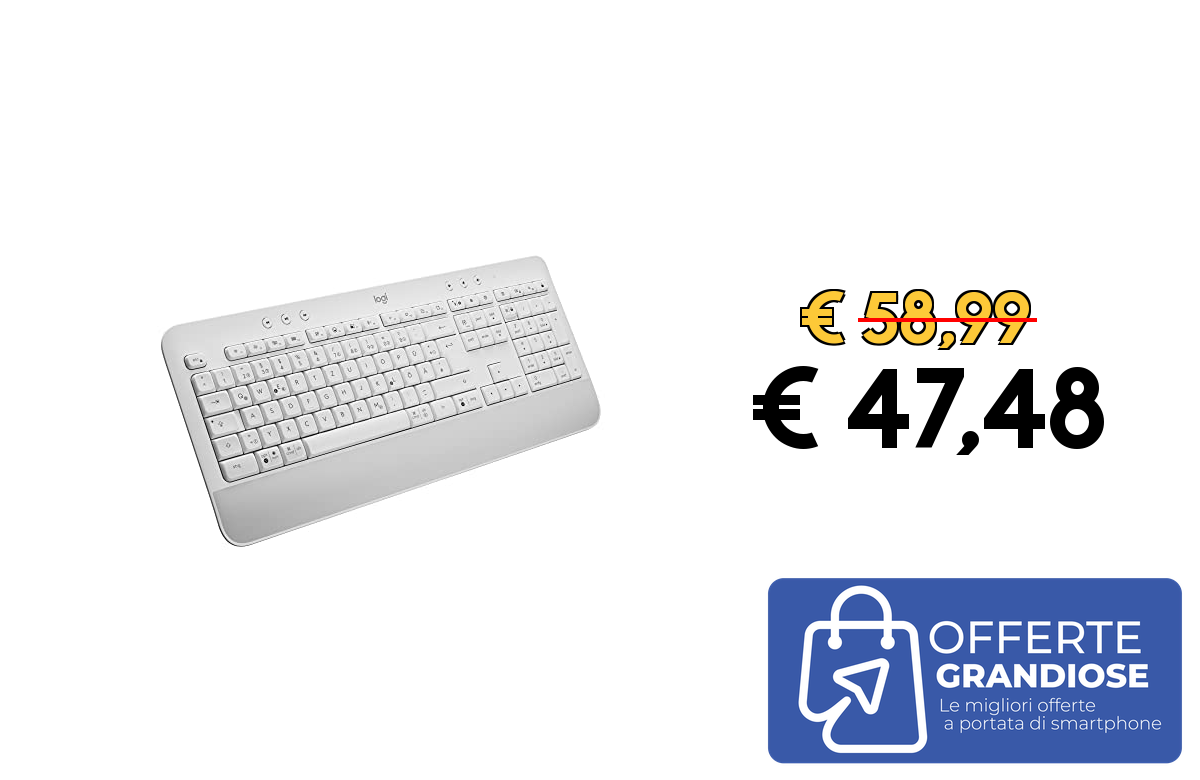 logi
€ 58,99
€ 47,48
OFFERTE
GRANDIOSE
Le migliori offerte
a portata di smartphone